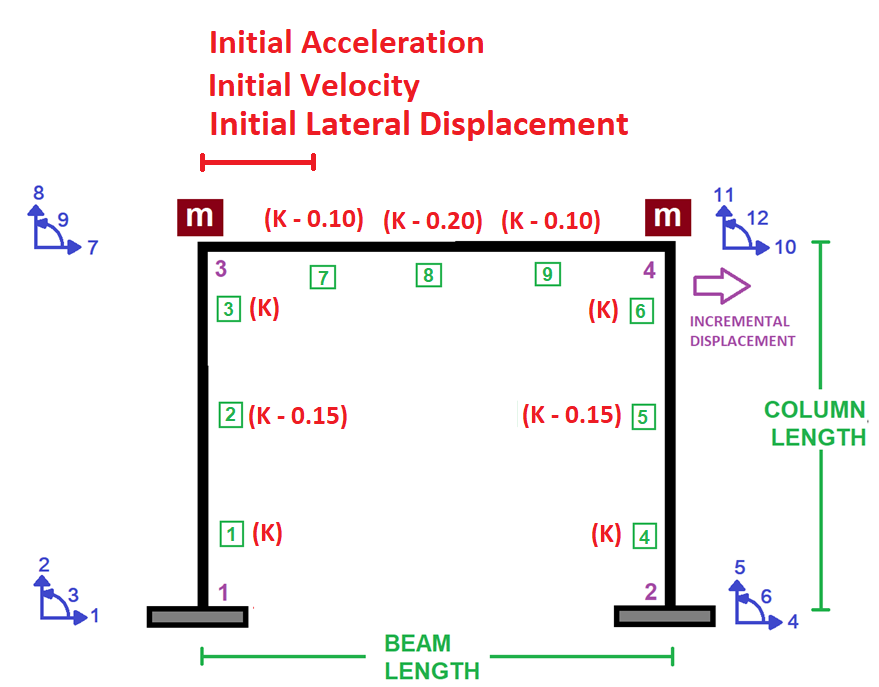 Initial Acceleration
Initial Velocity
Initial Lateral Displacement
8
9
7
m
(K - 0.10)
(K - 0.20)
(K - 0.10)
m
11
12
10
3
7
8
9
4
3 (K)
(K) 6
INCREMENTAL
DISPLACEMENT
2 (K - 0.15)
(K - 0.15) 5
COLUMN
LENGTH
1 (K)
(K) 4
2
3
1
1
2
5
6
4
BEAM
LENGTH